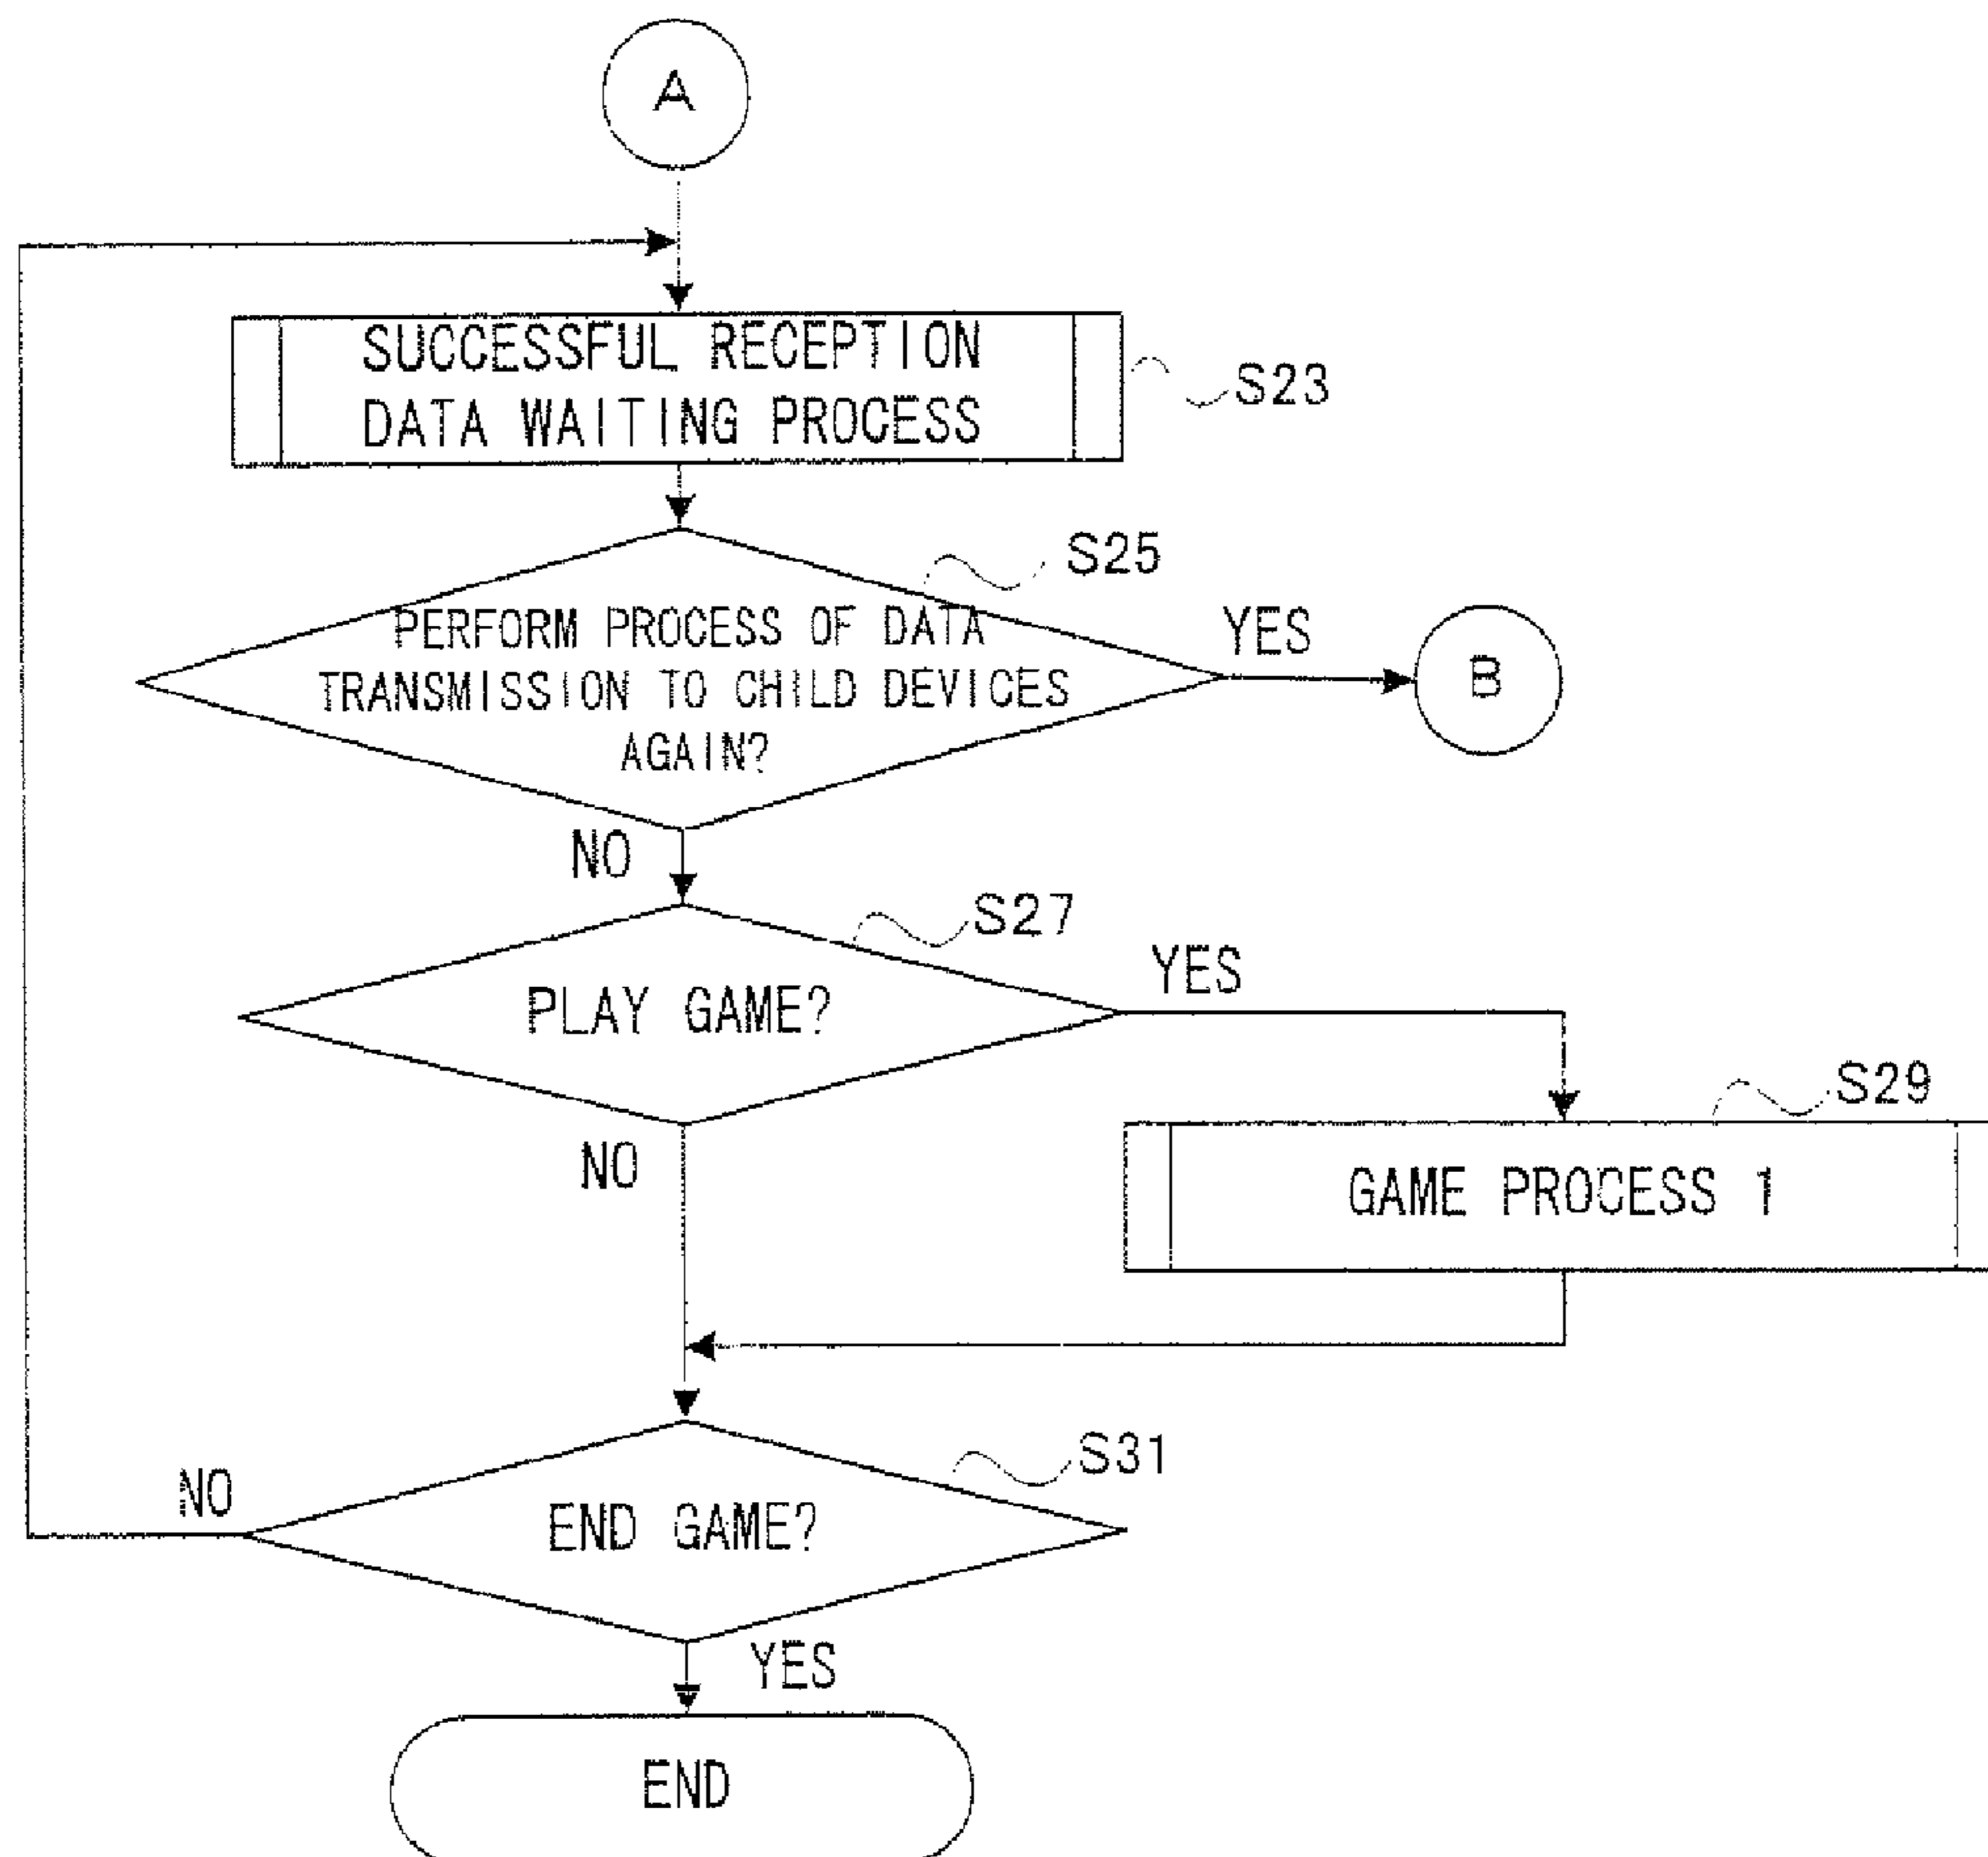 A
SUCCESSFUL RECEPTION
DATA WAITING PROCESS
S23
S25
PERFORM PROCESS OF DATA
TRANSMISSION TO CHILD DEVICES
AGAIN?
YES
B
NO
S27
PLAY GAME?
YES
S29
GAME PROCESS 1
NO
S31
END GAME?
NO
YES
END